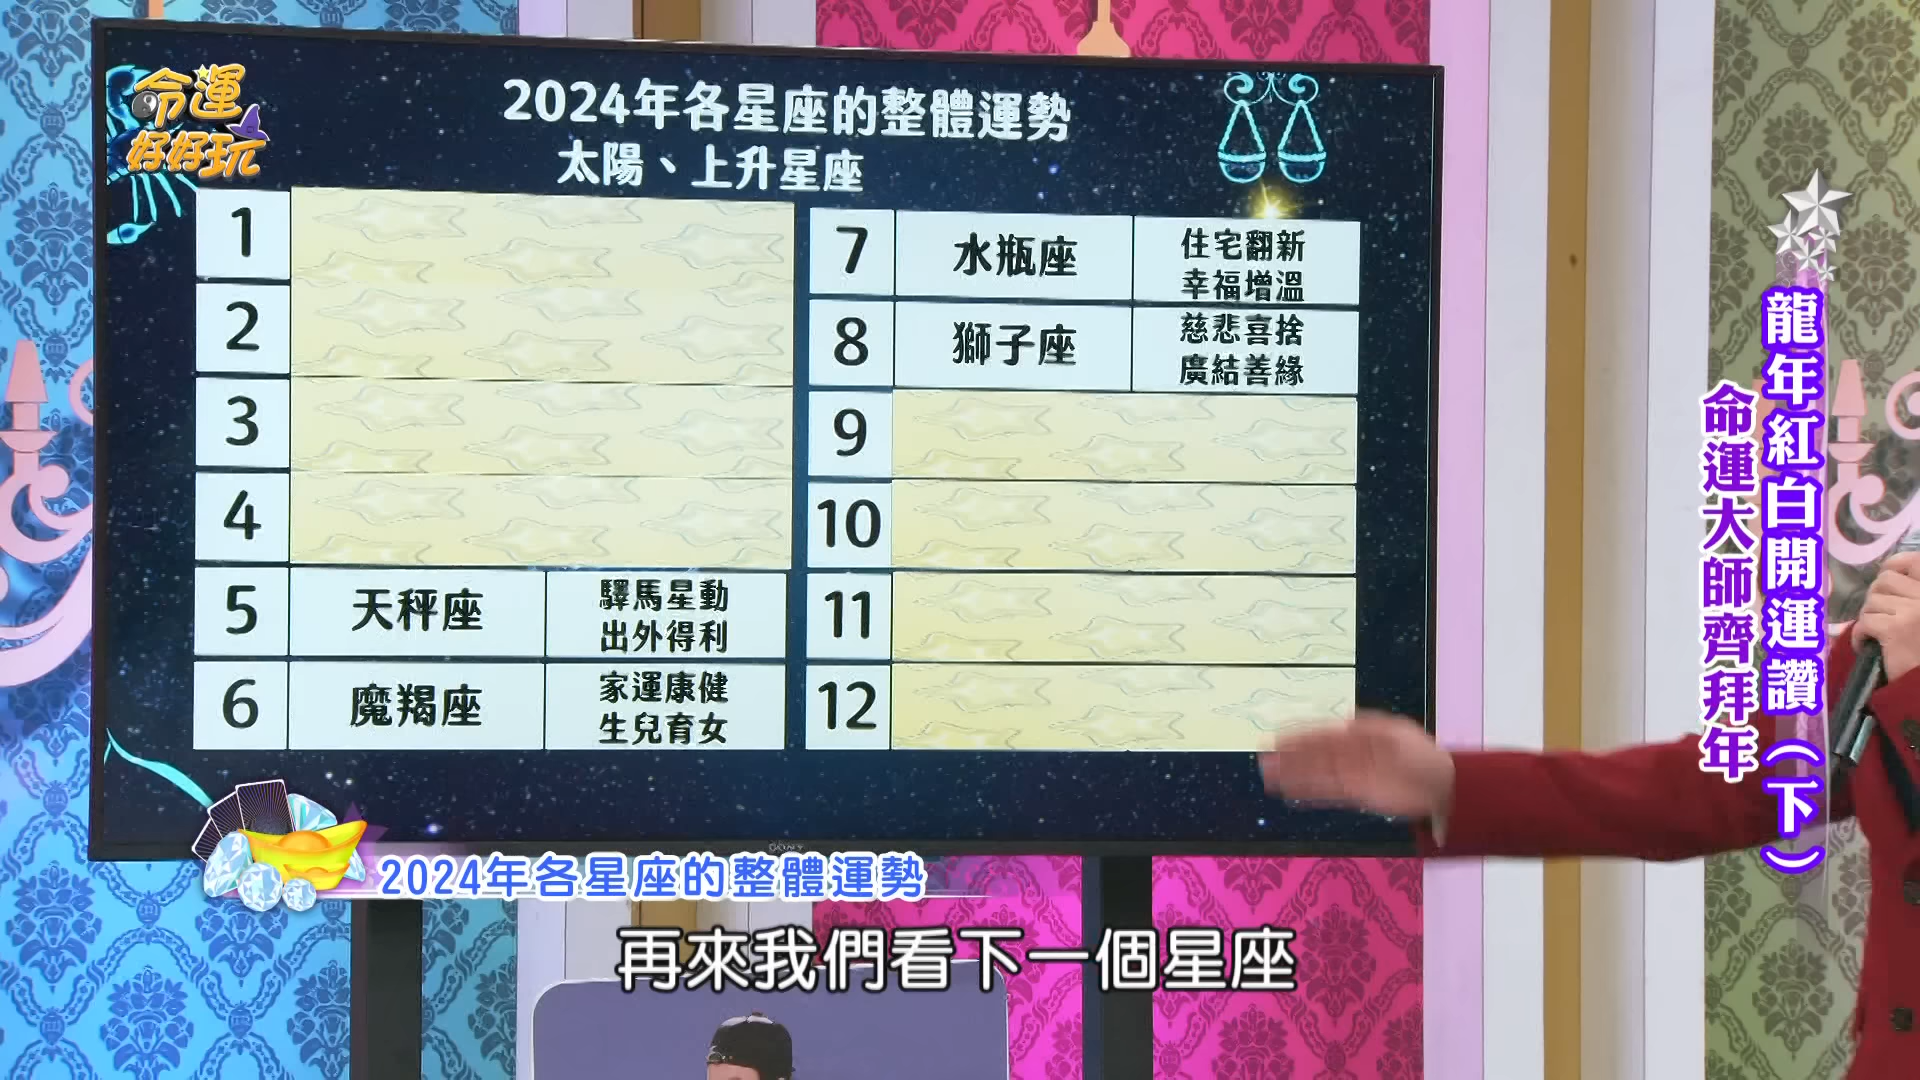 命運
好好玩
2024年各星座的整體運勢
太陽、上升星座
1
2
3
4
5 天秤座 驛馬星動
出外得利
6 魔羯座 家運康健
生兒育女
7 水瓶座 住宅翻新
幸福增溫
8 獅子座 慈悲喜捨
廣結善緣
9
10
11
12
龍年紅白開運讚（下）
命運大師齊拜年
2024年各星座的整體運勢
再來我們看下一個星座